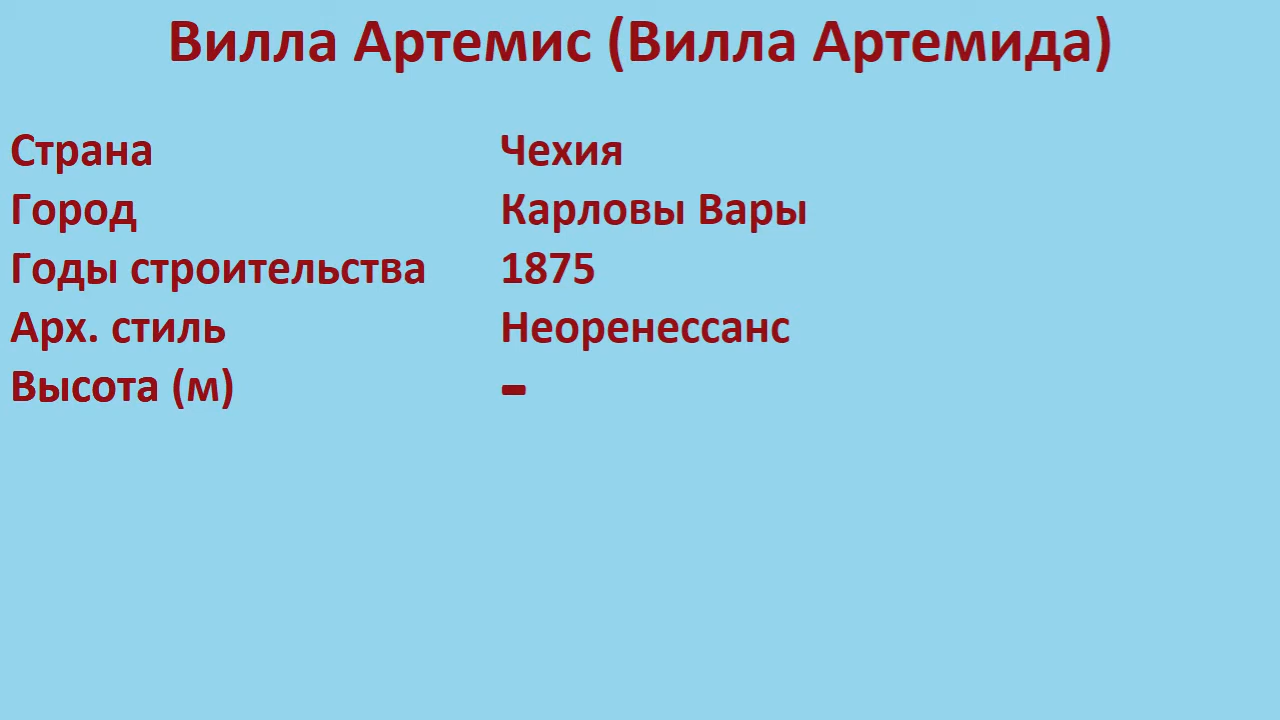 Вилла Артемис (Вилла Артемида)
Страна Чехия
Город Карловы Вары
Годы строительства 1875
Арх. стиль Неоренессанс
Высота (м) -